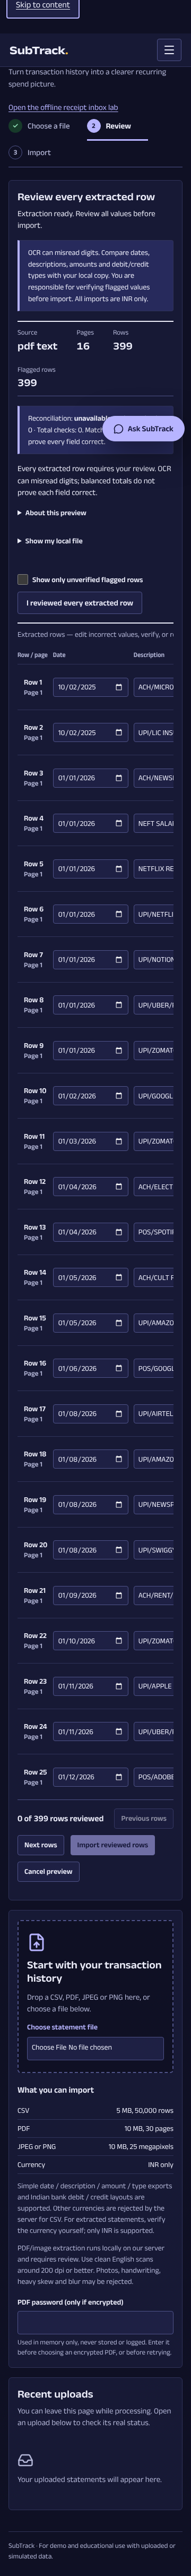 Skip to content
SubTrack.
Turn transaction history into a clearer recurring
spend picture.
Open the offline receipt inbox lab
Choose a file
2 Review
3 Import
Review every extracted row
Extraction ready. Review all values before
import.
OCR can misread digits. Compare dates,
descriptions, amounts and debit/credit
types with your local copy. You are
responsible for verifying flagged values
before import. All imports are INR only.
Source Pages Rows
pdf text 16 399
Flagged rows
399
Reconciliation:
0 · Total checks: 0.
prove every field correct.
Ask SubTrack
Every extracted row requires your review. OCR
can misread digits; balance totals do not
prove each field correct.
About this preview
Show my local file
Show only unverified flagged rows
I reviewed every extracted row
Extracted rows — edit incorrect values, verify, or
Row / page Date Description
Row 1
Page 1 10/02/2025 ACH/MICRO
Row 2
Page 1 10/02/2025 UPI/LIC INS
Row 3
Page 1 01/01/2026 ACH/NEWS
Row 4
Page 1 01/01/2026 NEFT SALA
Row 5
Page 1 01/01/2026 NETFLIX RE
Row 6
Page 1 01/01/2026 UPI/NETFLI
Row 7
Page 1 01/01/2026 UPI/NOTION
Row 8
Page 1 01/01/2026 UPI/UBER/
Row 9
Page 1 01/01/2026 UPI/ZOMAT
Row 10
Page 1 01/02/2026 UPI/GOOGL
Row 11
Page 1 01/03/2026 UPI/ZOMAT
Row 12
Page 1 01/04/2026 ACH/ELECT
Row 13
Page 1 01/04/2026 POS/SPOTIF
Row 14
Page 1 01/05/2026 ACH/CULT F
Row 15
Page 1 01/05/2026 UPI/AMAZO
Row 16
Page 1 01/06/2026 POS/GOOGL
Row 17
Page 1 01/08/2026 UPI/AIRTEL
Row 18
Page 1 01/08/2026 UPI/AMAZO
Row 19
Page 1 01/08/2026 UPI/NEWSP
Row 20
Page 1 01/08/2026 UPI/SWIGGY
Row 21
Page 1 01/09/2026 ACH/RENT/
Row 22
Page 1 01/10/2026 UPI/ZOMAT
Row 23
Page 1 01/11/2026 UPI/APPLE
Row 24
Page 1 01/11/2026 UPI/UBER/
Row 25
Page 1 01/12/2026 POS/ADOBE
0 of 399 rows reviewed Previous rows
Next rows Import reviewed rows
Cancel preview
Start with your transaction
history
Drop a CSV, PDF, JPEG or PNG here, or
choose a file below.
Choose statement file
Choose File No file chosen
What you can import
CSV 5 MB, 50,000 rows
PDF 10 MB, 30 pages
JPEG or PNG 10 MB, 25 megapixels
Currency INR only
Simple date / description / amount / type exports
and Indian bank debit / credit layouts are
supported. Other currencies are rejected by the
server for CSV. For extracted statements, verify
the currency yourself; only INR is supported.
PDF/image extraction runs locally on our server
and requires review. Use clean English scans
around 200 dpi or better. Photos, handwriting,
heavy skew and blur may be rejected.
PDF password (only if encrypted)
Used in memory only, never stored or logged. Enter it
before choosing an encrypted PDF, or before retrying.
Recent uploads
You can leave this page while processing. Open
an upload below to check its real status.
Your uploaded statements will appear here.
SubTrack · For demo and educational use with uploaded or
simulated data.